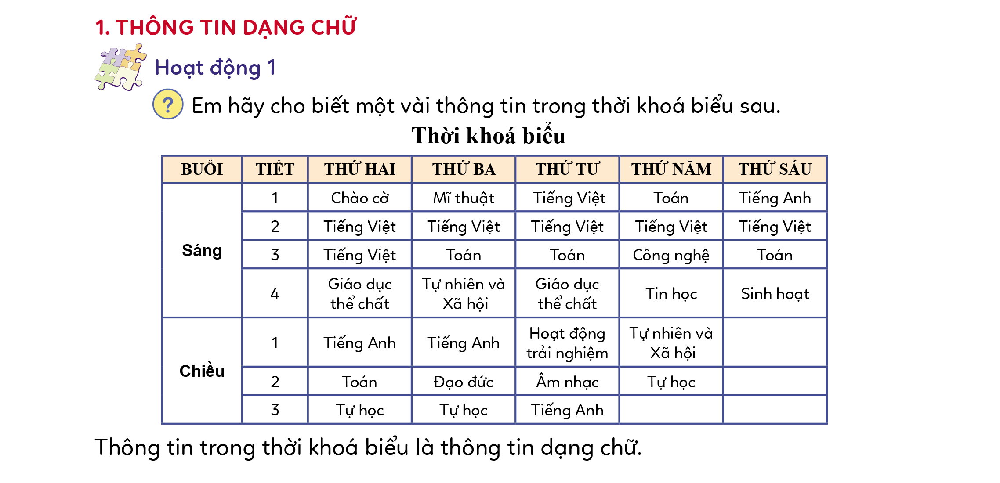 1. THÔNG TIN DẠNG CHỮ
Hoạt động 1
? Em hãy cho biết một vài thông tin trong thời khoá biểu sau.
Thời khoá biểu
BUỔI TIẾT THỨ HAI THỨ BA THỨ TƯ THỨ NĂM THỨ SÁU
Sáng
1 Chào cờ Mĩ thuật Tiếng Việt Toán Tiếng Anh
2 Tiếng Việt Tiếng Việt Tiếng Việt Tiếng Việt Tiếng Việt
3 Tiếng Việt Toán Toán Công nghệ Toán
4 Giáo dục thể chất Tự nhiên và Xã hội Giáo dục thể chất Tin học Sinh hoạt
Chiều
1 Tiếng Anh Tiếng Anh Hoạt động trải nghiệm Tự nhiên và Xã hội
2 Toán Đạo đức Âm nhạc Tự học
3 Tự học Tự học Tiếng Anh
Thông tin trong thời khoá biểu là thông tin dạng chữ.